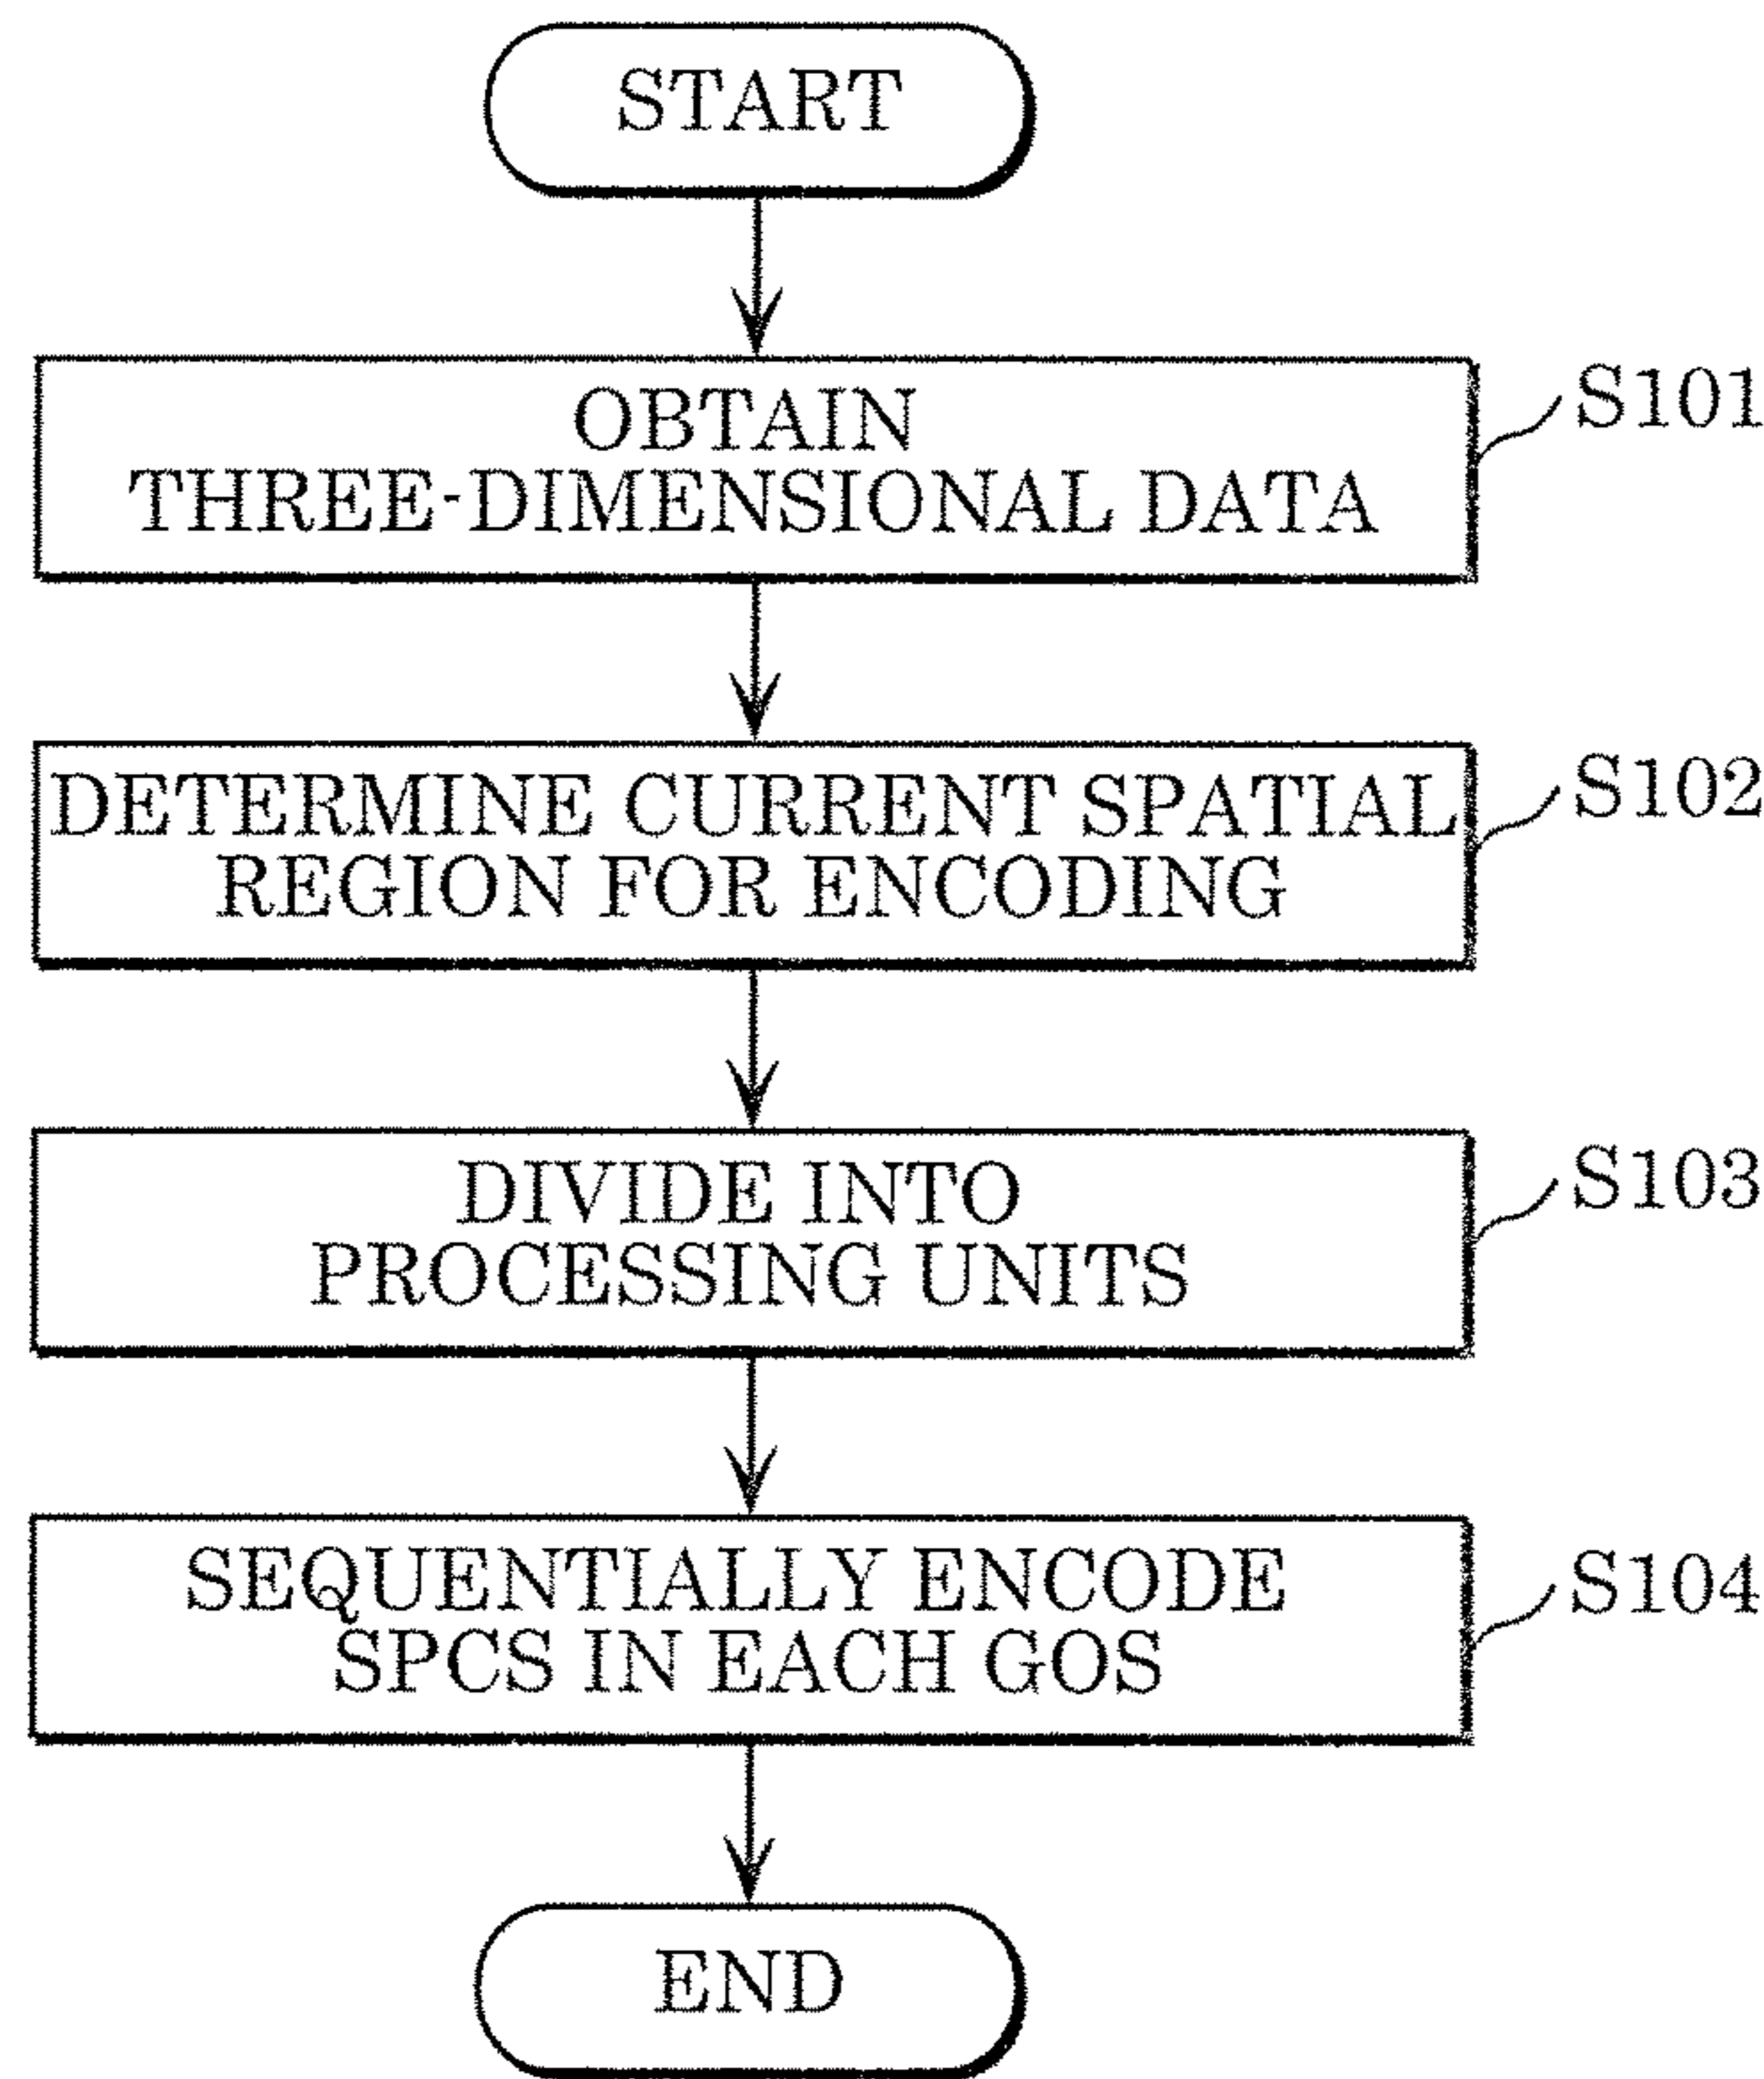 START
OBTAIN
THREE-DIMENSIONAL DATA
S101
DETERMINE CURRENT SPATIAL
REGION FOR ENCODING
S102
DIVIDE INTO
PROCESSING UNITS
S103
SEQUENTIALLY ENCODE
SPCS IN EACH GOS
S104
END